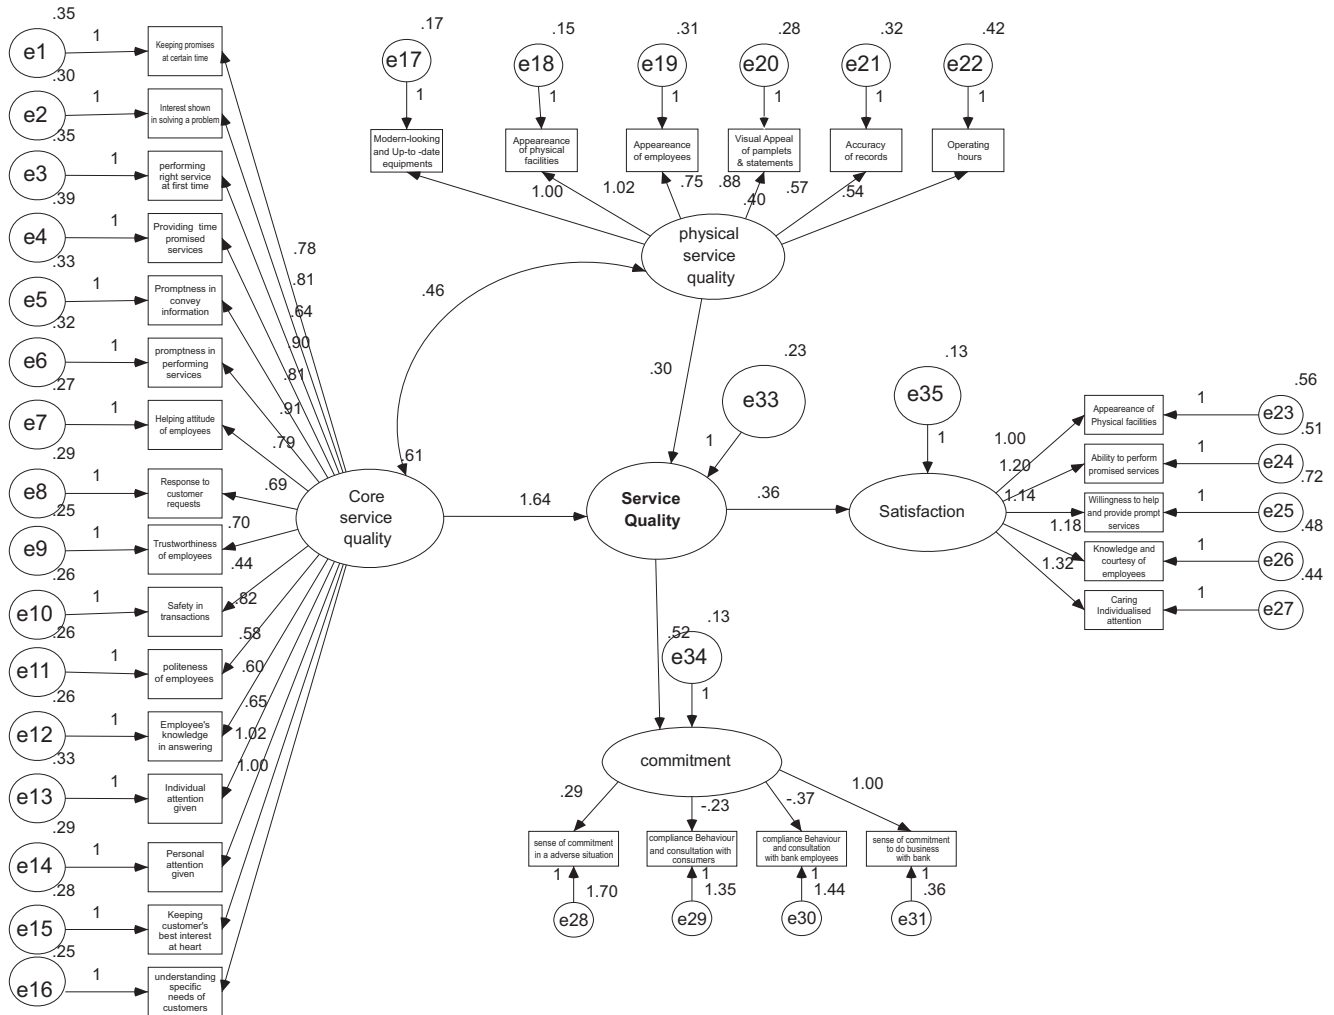 .35
e1
1
Keeping promises
at certain time
.30
e2
1
Interest shown
in solving a problem
.35
e3
1
performing
right service
at first time
.39
e4
1
Providing time
promised
services
.33
e5
1
Promptness in
convey
information
.32
e6
1
promptness in
performing
services
.27
e7
1
Helping attitude
of employees
.29
e8
1
Response to
customer
requests
.25
e9
1
Trustworthiness
of employees
.26
e10
1
Safety in
transactions
.26
e11
1
politeness
of employees
.26
e12
1
Employee's
knowledge
in answering
.33
e13
1
Individual
attention
given
.29
e14
1
Personal
attention
given
.28
e15
1
Keeping
customer's
best interest
at heart
.25
e16
1
understanding
specific
needs of
customers
.78
.81
.64
.90
.81
.91
.79
.69
.70
.44
.82
.58
.60
.65
1.02
1.00
.61
Core
service
quality
.46
1.64
.17
e17
1
Modern-looking
and Up-to -date
equipments
.15
e18
1
Appeareance
of physical
facilities
.31
e19
1
Appeareance
of employees
.28
e20
1
Visual Appeal
of pamplets
& statements
.32
e21
1
Accuracy
of records
.42
e22
1
Operating
hours
1.00
1.02
.75
.88
.40
.57
.54
physical
service
quality
.30
.23
e33
1
Service
Quality
.36
.13
e35
1
Satisfaction
1.00
1.20
1.14
1.18
1.32
Appeareance of
Physical facilities
1
.56
e23
Ability to perform
promised services
1
.51
e24
Willingness to help
and provide prompt
services
1
.72
e25
Knowledge and
courtesy of
employees
1
.48
e26
Caring
Individualised
attention
1
.44
e27
.52
.13
e34
1
commitment
.29
-.23
-.37
1.00
sense of commitment
in a adverse situation
1
1.70
e28
compliance Behaviour
and consultation with
consumers
1
1.35
e29
compliance Behaviour
and consultation
with bank employees
1
1.44
e30
sense of commitment
to do business
with bank
1
.36
e31